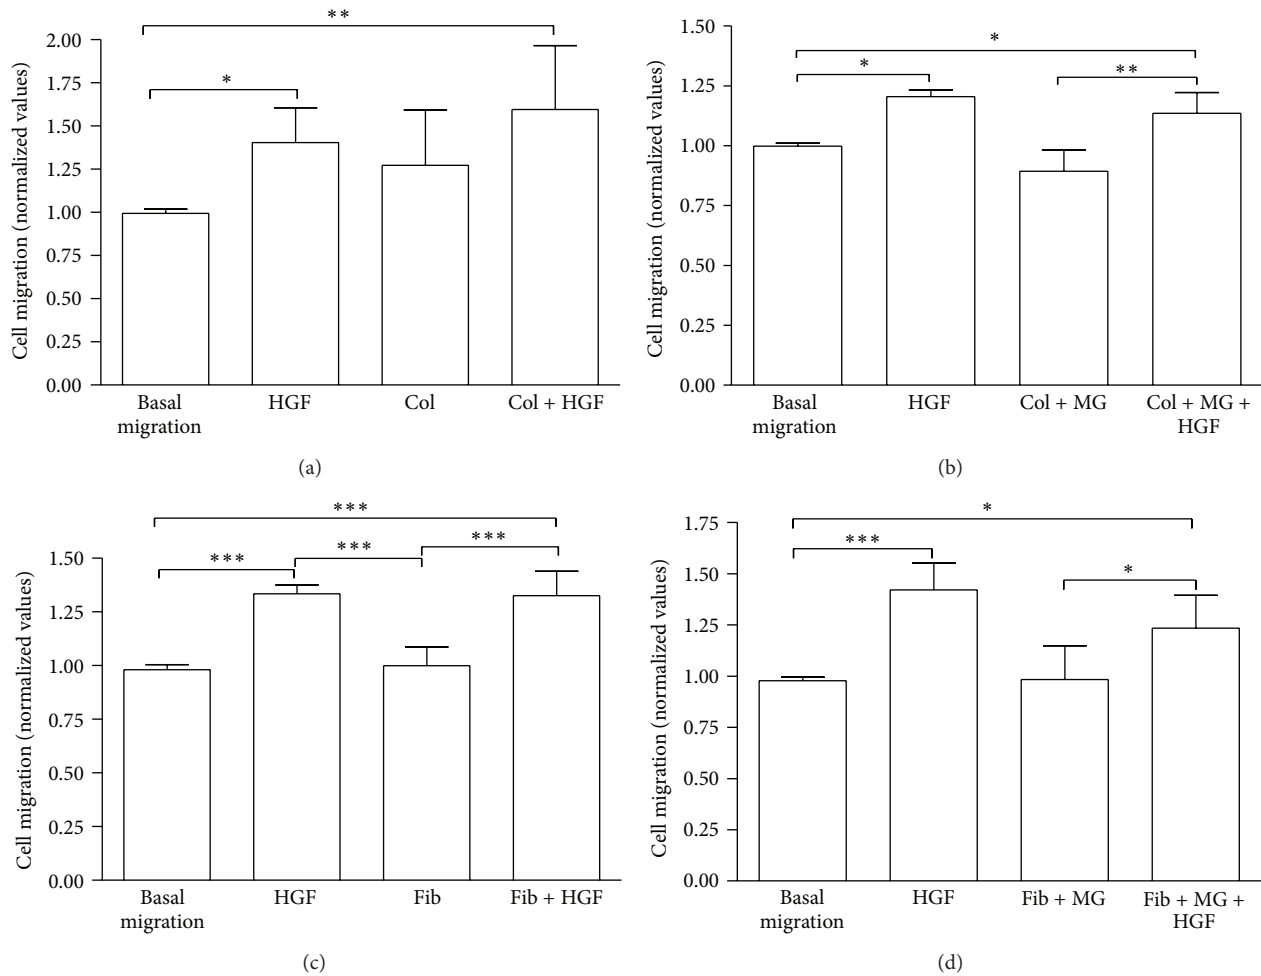 **
*
Cell migration (normalized values)
2.00
1.75
1.50
1.25
1.00
0.75
0.50
0.25
0.00
Basal
migration
HGF
Col
Col + HGF
(a)
*
*
**
Cell migration (normalized values)
1.50
1.25
1.00
0.75
0.50
0.25
0.00
Basal
migration
HGF
Col + MG
Col + MG +
HGF
(b)
***
***
***
***
Cell migration (normalized values)
1.50
1.25
1.00
0.75
0.50
0.25
0.00
Basal
migration
HGF
Fib
Fib + HGF
(c)
*
***
*
Cell migration (normalized values)
1.75
1.50
1.25
1.00
0.75
0.50
0.25
0.00
Basal
migration
HGF
Fib + MG
Fib + MG +
HGF
(d)